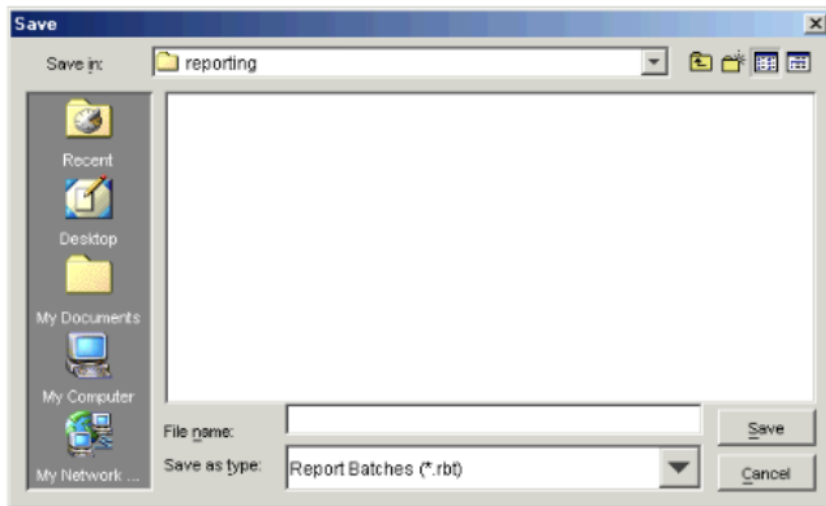 Save
Save in:
reporting
Recent
Desktop
My Documents
My Computer
My Network ...
File name:
Save
Save as type:
Report Batches (*.rbt)
Cancel